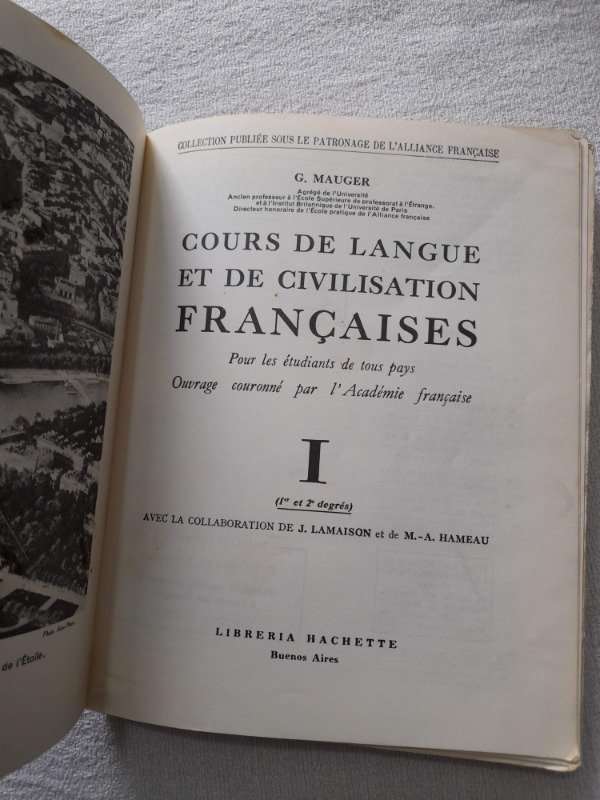 COLLECTION PUBLIÉE SOUS LE PATRONAGE DE L'ALLIANCE FRANÇAISE
G. MAUGER
Agrégé de l'Université
Ancien professeur à l'École Supérieure de professorat à l'Étrange,
et à l'Institut Britannique de l'Université de Paris
Directeur honoraire de l'École pratique de l'Alliance française
COURS DE LANGUE
ET DE CIVILISATION
FRANÇAISES
Pour les étudiants de tous pays
Ouvrage couronné par l'Académie française
I
(1er et 2e degrés)
AVEC LA COLLABORATION DE J. LAMAISON et de M.-A. HAMEAU
LIBRERIA HACHETTE
Buenos Aires
Photo
de l'Étoile.